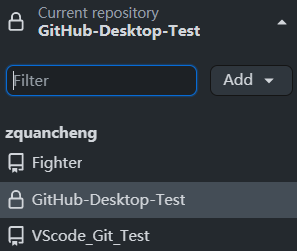 Current repository
GitHub-Desktop-Test
Filter
Add
zquancheng
Fighter
GitHub-Desktop-Test
VScode_Git_Test